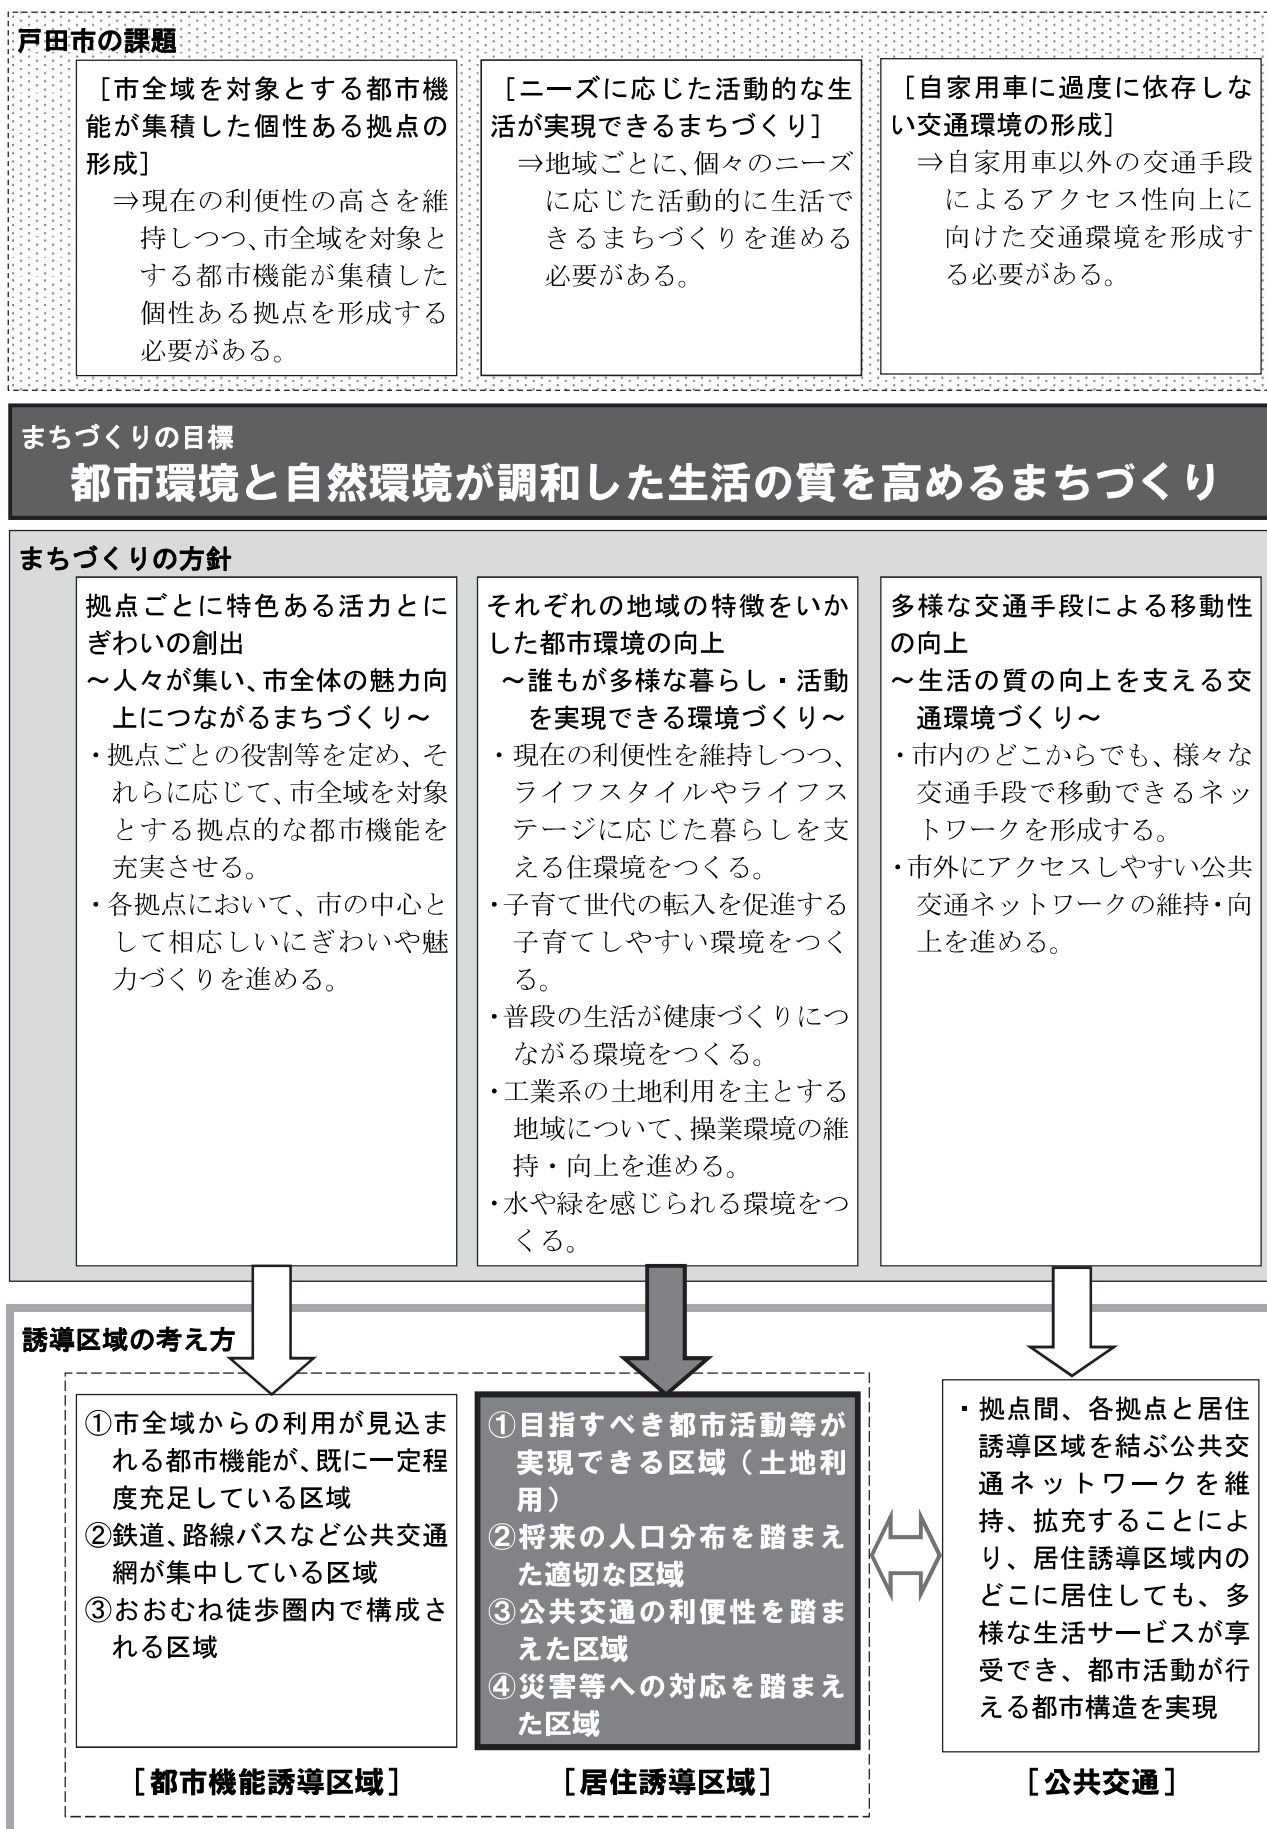 戸田市の課題
［市全域を対象とする都市機
能が集積した個性ある拠点の
形成］
⇒現在の利便性の高さを維
持しつつ、市全域を対象と
する都市機能が集積した
個性ある拠点を形成する
必要がある。
［ニーズに応じた活動的な生
活が実現できるまちづくり］
⇒地域ごとに、個々のニーズ
に応じた活動的に生活で
きるまちづくりを進める
必要がある。
［自家用車に過度に依存しな
い交通環境の形成］
⇒自家用車以外の交通手段
によるアクセス性向上に
向けた交通環境を形成す
る必要がある。
まちづくりの目標
都市環境と自然環境が調和した生活の質を高めるまちづくり
まちづくりの方針
拠点ごとに特色ある活力とに
ぎわいの創出
～人々が集い、市全体の魅力向
上につながるまちづくり～
・拠点ごとの役割等を定め、そ
れらに応じて、市全域を対象
とする拠点的な都市機能を
充実させる。
・各拠点において、市の中心と
して相応しいにぎわいや魅
力づくりを進める。
それぞれの地域の特徴をいか
した都市環境の向上
～誰もが多様な暮らし・活動
を実現できる環境づくり～
・現在の利便性を維持しつつ、
ライフスタイルやライフス
テージに応じた暮らしを支
える住環境をつくる。
・子育て世代の転入を促進する
子育てしやすい環境をつく
る。
・普段の生活が健康づくりにつ
ながる環境をつくる。
・工業系の土地利用を主とする
地域について、操業環境の維
持・向上を進める。
・水や緑を感じられる環境をつ
くる。
多様な交通手段による移動性
の向上
～生活の質の向上を支える交
通環境づくり～
・市内のどこからでも、様々な
交通手段で移動できるネッ
トワークを形成する。
・市外にアクセスしやすい公共
交通ネットワークの維持・向
上を進める。
誘導区域の考え方
①市全域からの利用が見込ま
れる都市機能が、既に一定程
度充足している区域
②鉄道、路線バスなど公共交通
網が集中している区域
③おおむね徒歩圏内で構成さ
れる区域
［都市機能誘導区域］
①目指すべき都市活動等が
実現できる区域（土地利
用）
②将来の人口分布を踏まえ
た適切な区域
③公共交通の利便性を踏ま
えた区域
④災害等への対応を踏まえ
た区域
［居住誘導区域］
・拠点間、各拠点と居住
誘導区域を結ぶ公共交
通ネットワークを維
持、拡充することによ
り、居住誘導区域内の
どこに居住しても、多
様な生活サービスが享
受でき、都市活動が行
える都市構造を実現
［公共交通］